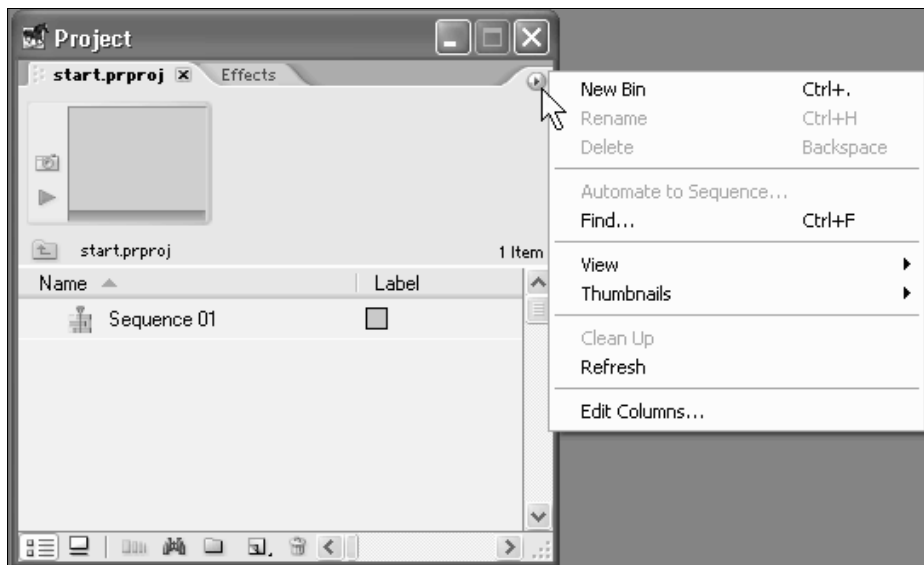 Project
start.prproj Effects
New Bin Ctrl+.
Rename Ctrl+H
Delete Backspace
Automate to Sequence...
Find... Ctrl+F
start.prproj 1 Item
View
Name Label
Thumbnails
Sequence 01
Clean Up
Refresh
Edit Columns...